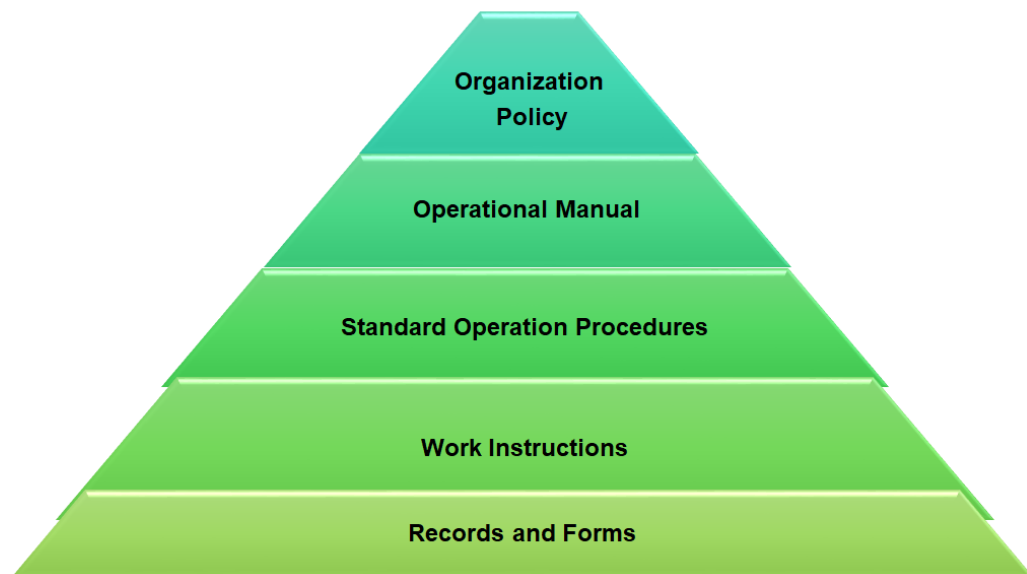 Organization
Policy
Operational Manual
Standard Operation Procedures
Work Instructions
Records and Forms